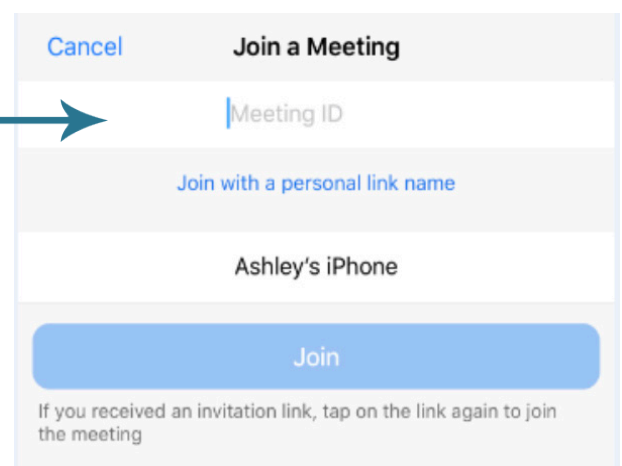 Cancel Join a Meeting
Meeting ID
Join with a personal link name
Ashley's iPhone
Join
If you received an invitation link, tap on the link again to join
the meeting